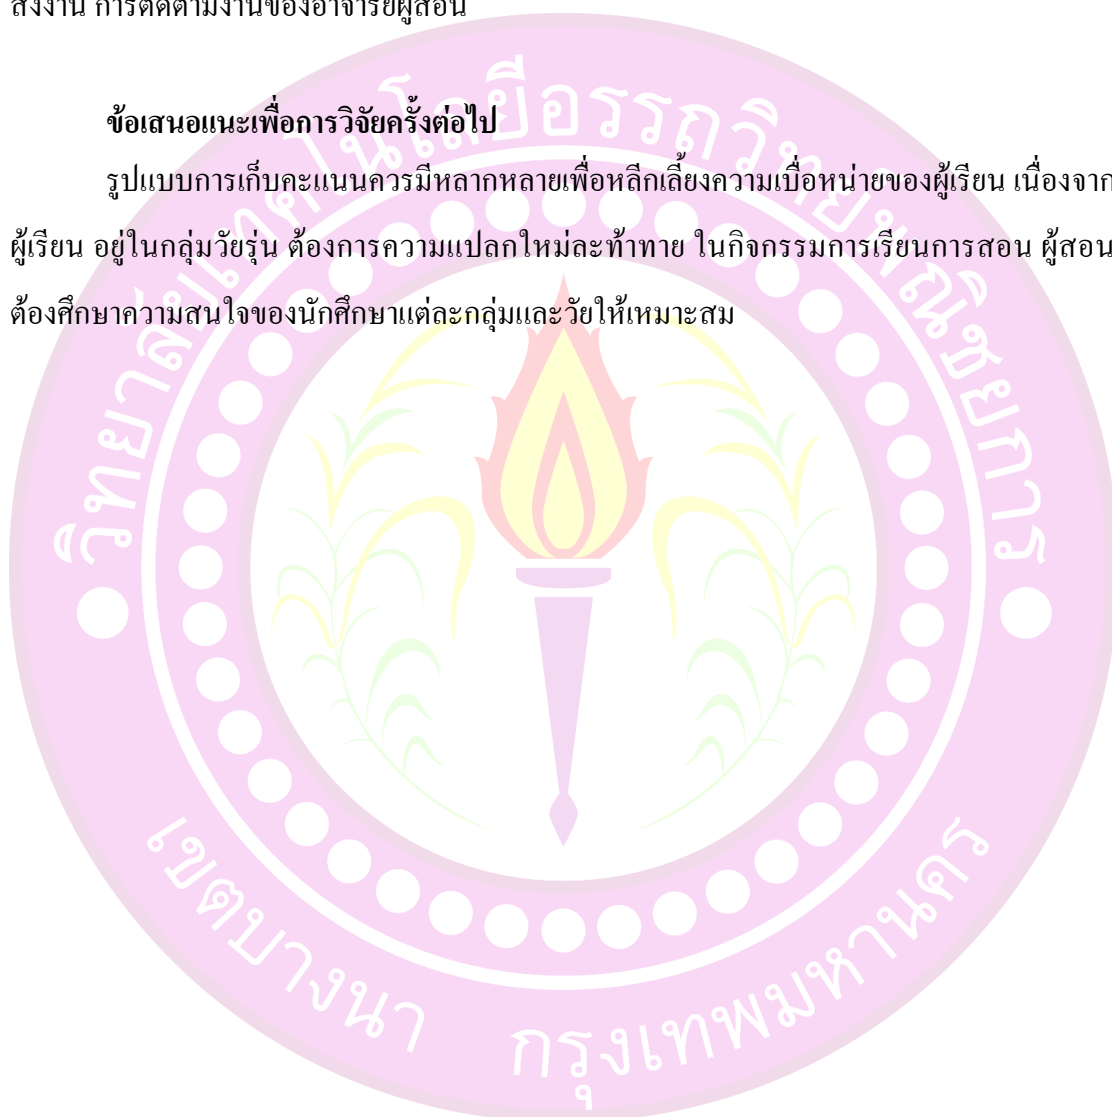 ส่งงาน การติดตามงานของอาจารย์ผู้สอน
ข้อเสนอแนะเพื่อการวิจัยครั้งต่อไป
รูปแบบการเก็บคะแนนควรมีหลากหลายเพื่อหลีกเลี้ยงความเบื่อหน่ายของผู้เรียน เนื่องจาก
ผู้เรียน อยู่ในกลุ่มวัยรุ่น ต้องการความแปลกใหม่ละท้าทาย ในกิจกรรมการเรียนการสอน ผู้สอน
ต้องศึกษาความสนใจของนักศึกษาแต่ละกลุ่มและวัยให้เหมาะสม
วิทยาลัยเทคโนโลยีอรรถวิทยพณิชยการ
เขตบางนา กรุงเทพมหานคร